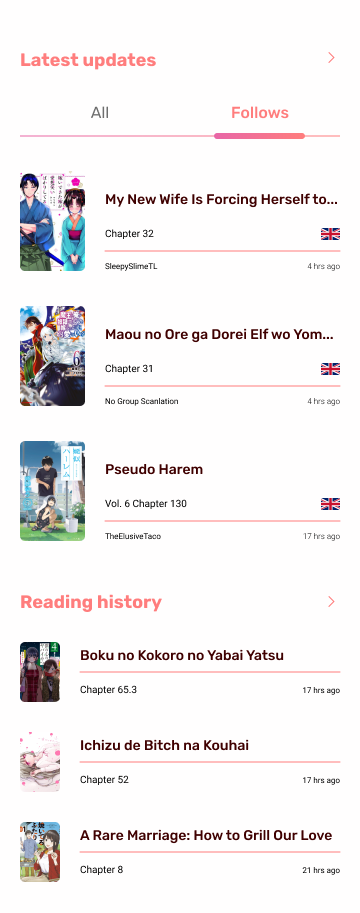 Latest updates
All
Follows
My New Wife Is Forcing Herself to...
Chapter 32
SleepySlimeTL
4 hrs ago
Maou no Ore ga Dorei Elf wo Yom...
Chapter 31
No Group Scanlation
4 hrs ago
Pseudo Harem
Vol. 6 Chapter 130
TheElusiveTaco
17 hrs ago
Reading history
Boku no Kokoro no Yabai Yatsu
Chapter 65.3
17 hrs ago
Ichizu de Bitch na Kouhai
Chapter 52
17 hrs ago
A Rare Marriage: How to Grill Our Love
Chapter 8
21 hrs ago